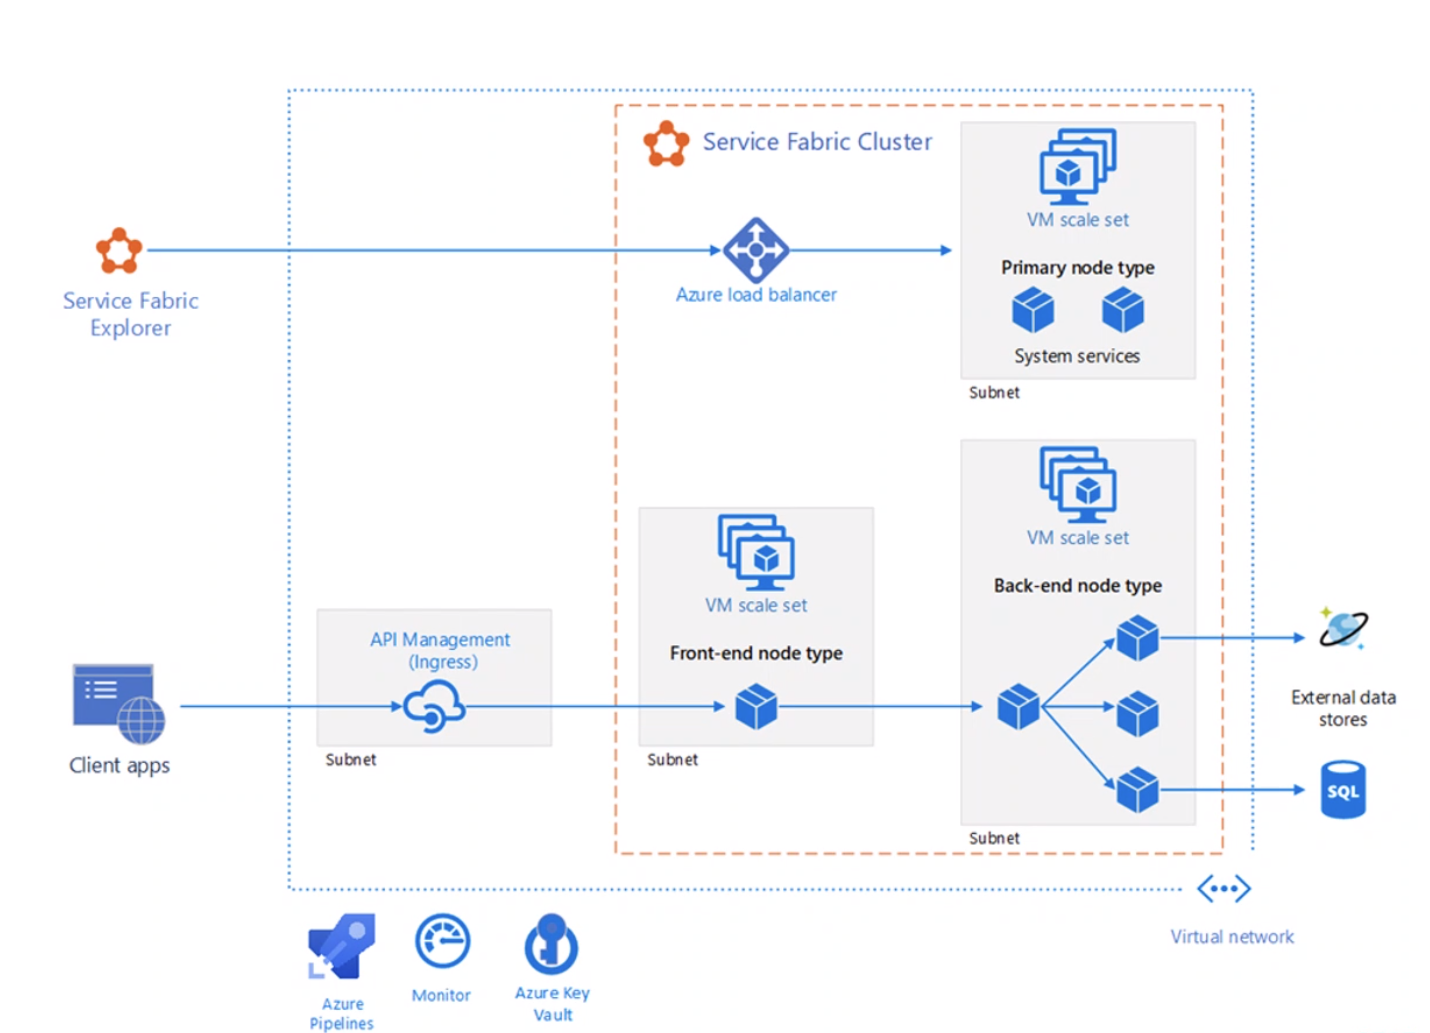 Service Fabric Cluster
VM scale set
Primary node type
System services
Subnet
Azure load balancer
Service Fabric
Explorer
VM scale set
Back-end node type
Subnet
VM scale set
Front-end node type
Subnet
API Management
(Ingress)
Subnet
Client apps
External data
stores
SQL
Virtual network
Azure
Pipelines
Monitor
Azure Key
Vault